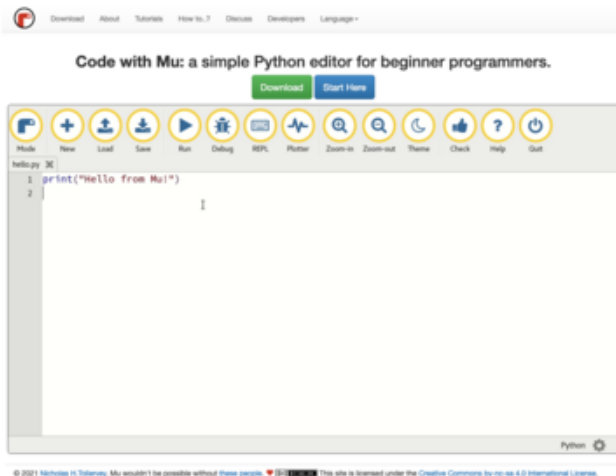 Download About Tutorials How to..? Discuss Developers Language
Code with Mu: a simple Python editor for beginner programmers.
Download Start Here
Mode New Load Save Run Debug REPL Plotter Zoom-in Zoom-out Theme Check Help Quit
hello.py
1 print("Hello from Mu!")
2
Python
© 2021 Nicholas H.Tollervey. Mu wouldn't be possible without these people. This site is licensed under the Creative Commons by-nc-sa 4.0 International License.